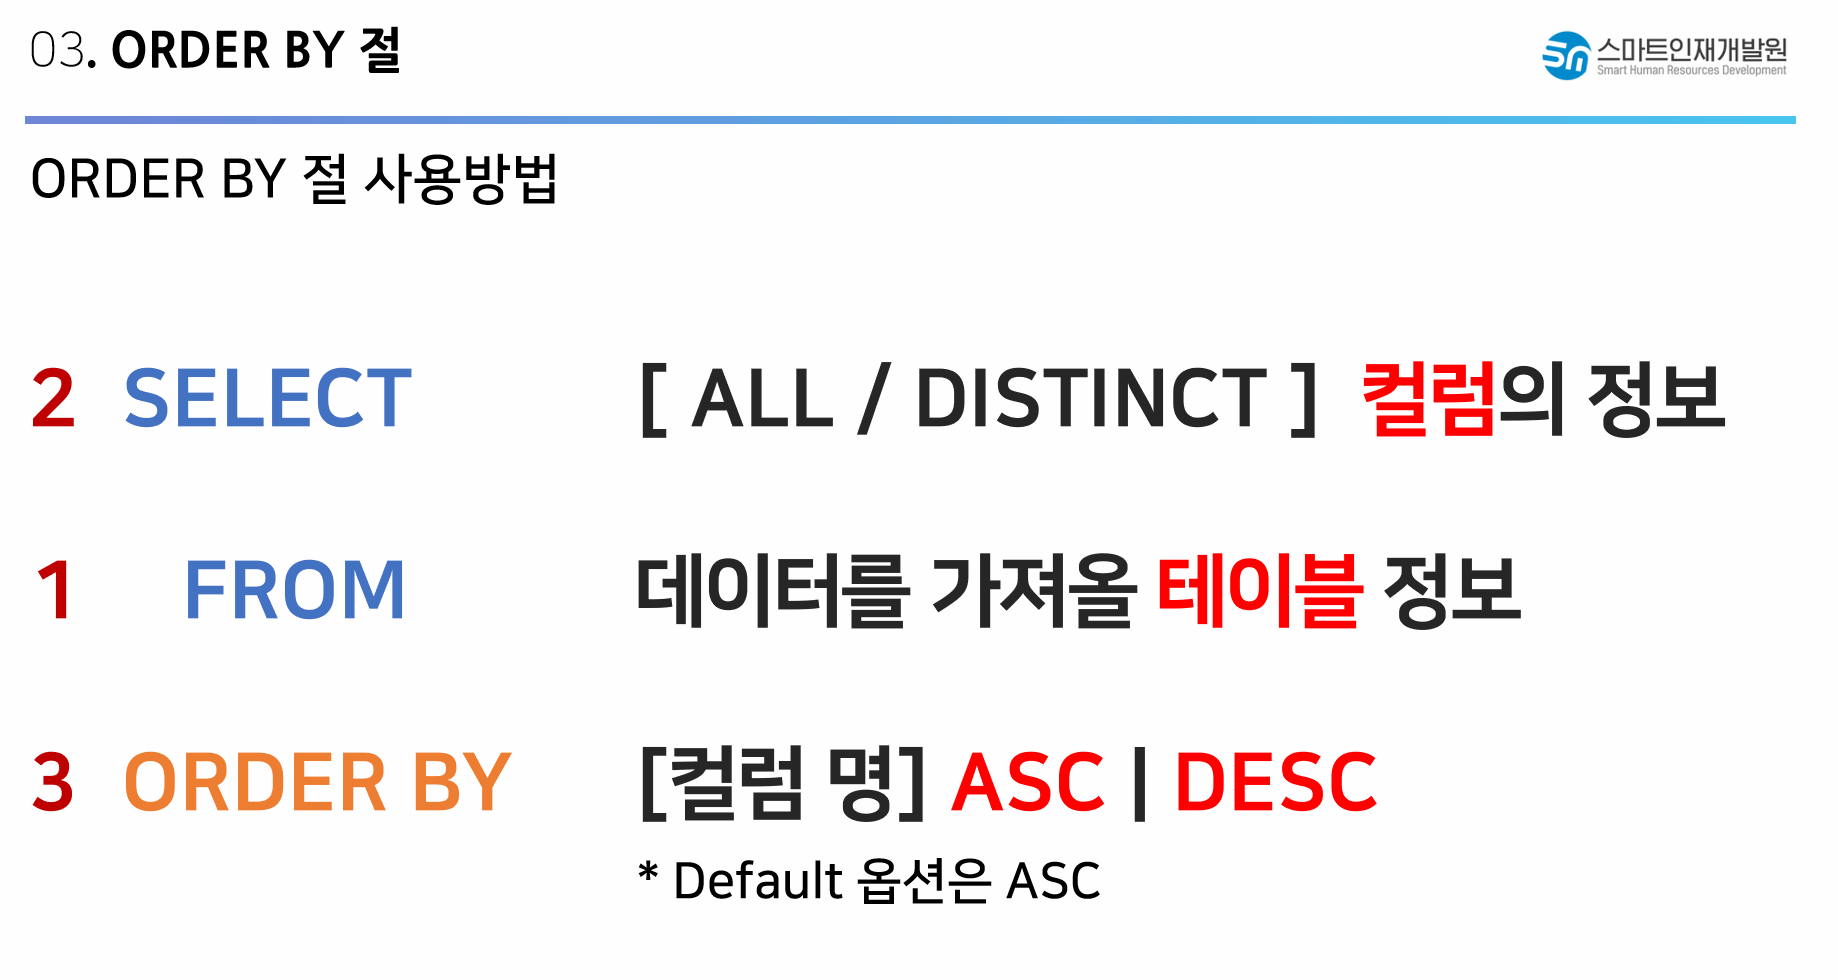 03. ORDER BY 절
스마트인재개발원
Smart Human Resources Development
ORDER BY 절 사용방법
2 SELECT [ ALL / DISTINCT ] 컬럼의 정보
1 FROM 데이터를 가져올 테이블 정보
3 ORDER BY [컬럼 명] ASC | DESC
* Default 옵션은 ASC